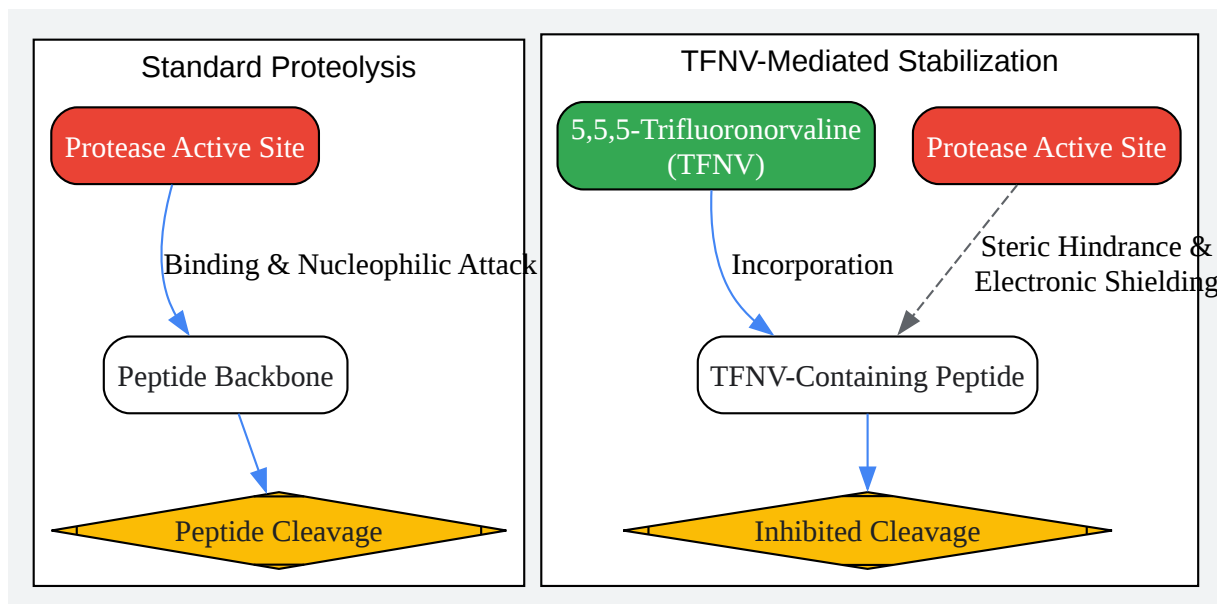 Standard Proteolysis
Protease Active Site
Binding & Nucleophilic Attack
Peptide Backbone
Peptide Cleavage
TFNV-Mediated Stabilization
5,5,5-Trifluoronorvaline
(TFNV)
Protease Active Site
Incorporation
Steric Hindrance &
Electronic Shielding
TFNV-Containing Peptide
Inhibited Cleavage